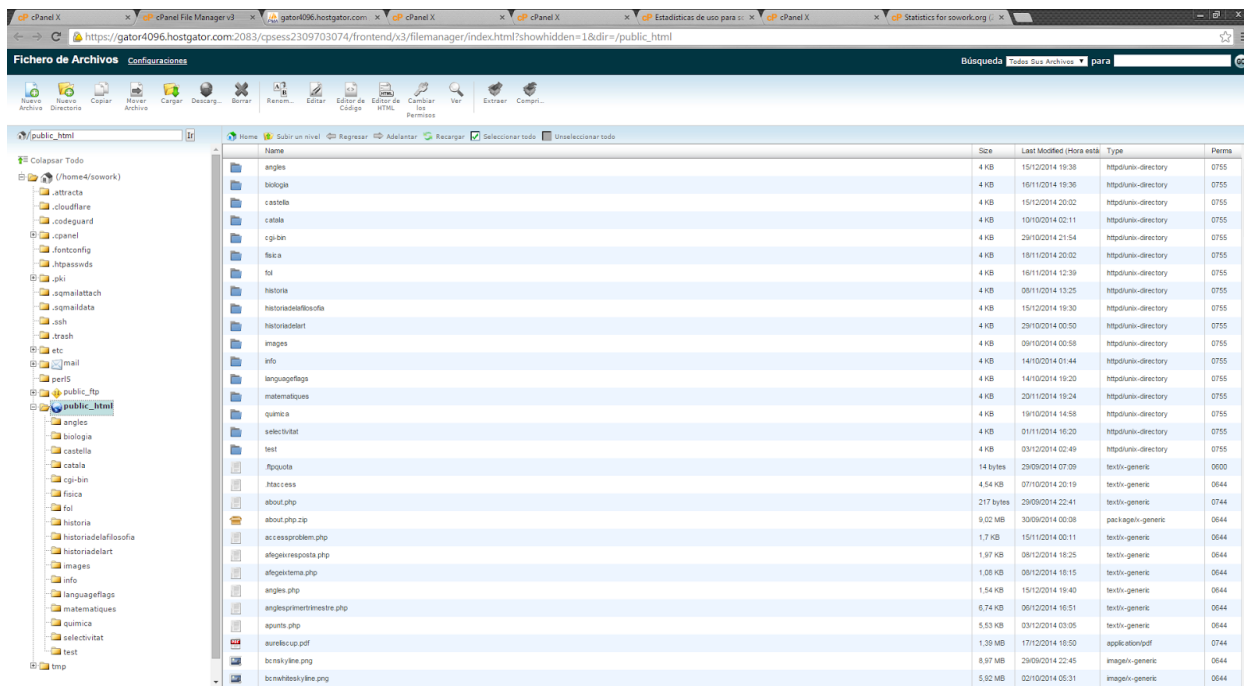 cPanel X × cPanel File Manager v3 × gator4096.hostgator.com × cPanel X × cPanel X × Estadísticas de uso para so × cPanel X × Statistics for sowork.org (2 ×
https://gator4096.hostgator.com:2083/cpsess2309703074/frontend/x3/filemanager/index.html?showhidden=1&dir=/public_html
Fichero de Archivos Configuraciones Búsqueda Todos Sus Archivos para
Nuevo Archivo Nuevo Directorio Copiar Mover Archivo Cargar Descarg... Borrar Renom... Editar Editor de Código Editor de HTML Cambiar los Permisos Ver Extraer Compri...
/public_html Ir Home Subir un nivel Regresar Adelantar Recargar Seleccionar todo Unseleccionar todo
Colapsar Todo
(/home4/sowork)
.attracta
.cloudflare
.codeguard
.cpanel
.fontconfig
.htpasswds
.pki
.sqmailattach
.sqmaildata
.ssh
.trash
etc
mail
perl5
public_ftp
public_html
angles
biologia
castella
catala
cgi-bin
fisica
fol
historia
historiadelafilosofia
historiadelart
images
info
languageflags
matematiques
quimica
selectivitat
test
tmp
Name Size Last Modified (Hora está Type Perms
angles 4 KB 15/12/2014 19:38 httpd/unix-directory 0755
biologia 4 KB 16/11/2014 19:36 httpd/unix-directory 0755
castella 4 KB 15/12/2014 20:02 httpd/unix-directory 0755
catala 4 KB 10/10/2014 02:11 httpd/unix-directory 0755
cgi-bin 4 KB 29/10/2014 21:54 httpd/unix-directory 0755
fisica 4 KB 18/11/2014 20:02 httpd/unix-directory 0755
fol 4 KB 16/11/2014 12:39 httpd/unix-directory 0755
historia 4 KB 08/11/2014 13:25 httpd/unix-directory 0755
historiadelafilosofia 4 KB 15/12/2014 19:30 httpd/unix-directory 0755
historiadelart 4 KB 29/10/2014 00:50 httpd/unix-directory 0755
images 4 KB 09/10/2014 00:58 httpd/unix-directory 0755
info 4 KB 14/10/2014 01:44 httpd/unix-directory 0755
languageflags 4 KB 14/10/2014 19:20 httpd/unix-directory 0755
matematiques 4 KB 20/11/2014 19:24 httpd/unix-directory 0755
quimica 4 KB 19/10/2014 14:58 httpd/unix-directory 0755
selectivitat 4 KB 01/11/2014 16:20 httpd/unix-directory 0755
test 4 KB 03/12/2014 02:49 httpd/unix-directory 0755
.ftpquota 14 bytes 29/09/2014 07:09 text/x-generic 0600
.htaccess 4,54 KB 07/10/2014 20:19 text/x-generic 0644
about.php 217 bytes 29/09/2014 22:41 text/x-generic 0744
about.php.zip 9,02 MB 30/09/2014 00:08 package/x-generic 0644
accessproblem.php 1,7 KB 15/11/2014 00:11 text/x-generic 0644
afegeixresposta.php 1,97 KB 08/12/2014 18:25 text/x-generic 0644
afegeixtema.php 1,08 KB 08/12/2014 18:15 text/x-generic 0644
angles.php 1,54 KB 15/12/2014 19:40 text/x-generic 0644
anglesprimertrimestre.php 6,74 KB 06/12/2014 16:51 text/x-generic 0644
apunts.php 5,53 KB 03/12/2014 03:05 text/x-generic 0644
aureliscup.pdf 1,39 MB 17/12/2014 18:50 application/pdf 0744
bcnskyline.png 8,97 MB 29/09/2014 22:45 image/x-generic 0644
bcnwhiteskyline.png 5,92 MB 02/10/2014 05:31 image/x-generic 0644